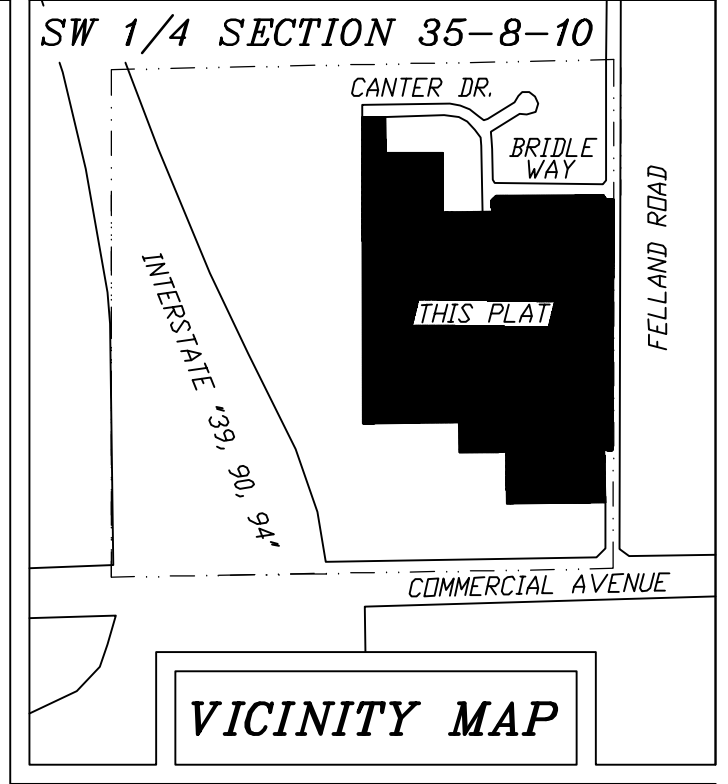 SW 1/4 SECTION 35-8-10
CANTER DR.
BRIDLE
WAY
FELLAND ROAD
THIS PLAT
INTERSTATE "39, 90, 94"
COMMERCIAL AVENUE
VICINITY MAP